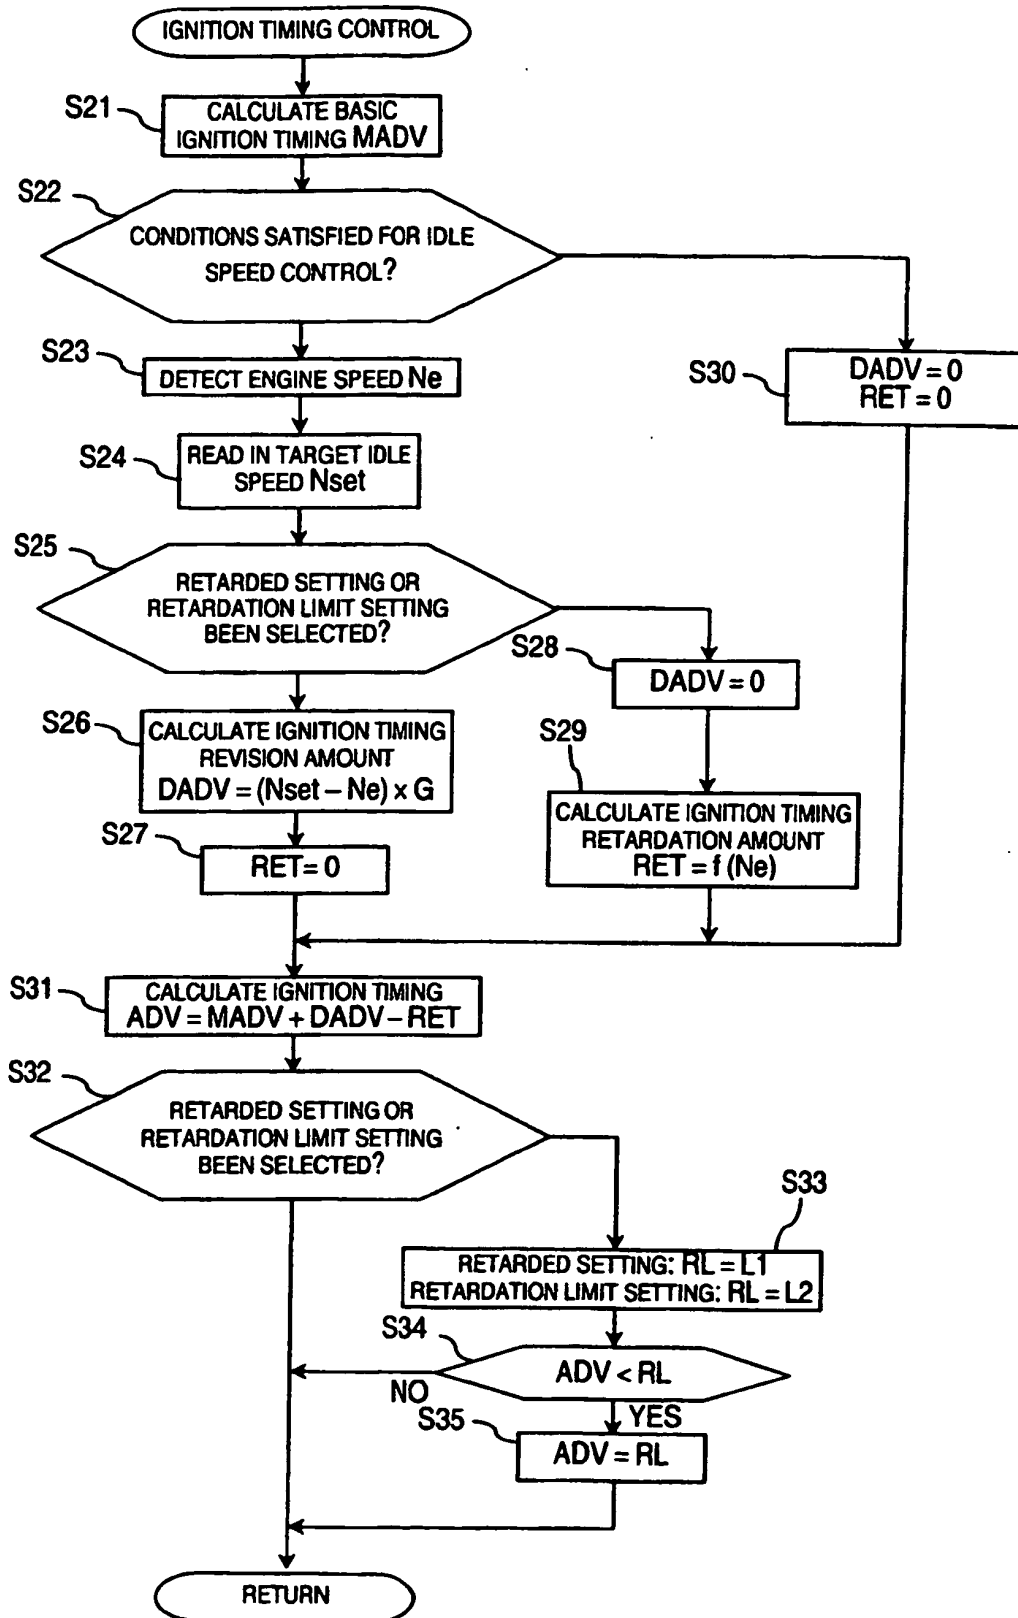 IGNITION TIMING CONTROL
S21
CALCULATE BASIC
IGNITION TIMING MADV
S22
CONDITIONS SATISFIED FOR IDLE
SPEED CONTROL?
S23
DETECT ENGINE SPEED Ne
S30
DADV = 0
RET = 0
S24
READ IN TARGET IDLE
SPEED Nset
S25
RETARDED SETTING OR
RETARDATION LIMIT SETTING
BEEN SELECTED?
S28
DADV = 0
S26
CALCULATE IGNITION TIMING
REVISION AMOUNT
DADV = (Nset – Ne) × G
S29
CALCULATE IGNITION TIMING
RETARDATION AMOUNT
RET = f (Ne)
S27
RET = 0
S31
CALCULATE IGNITION TIMING
ADV = MADV + DADV – RET
S32
RETARDED SETTING OR
RETARDATION LIMIT SETTING
BEEN SELECTED?
S33
RETARDED SETTING: RL = L1
RETARDATION LIMIT SETTING: RL = L2
S34
ADV < RL
NO
YES
S35
ADV = RL
RETURN